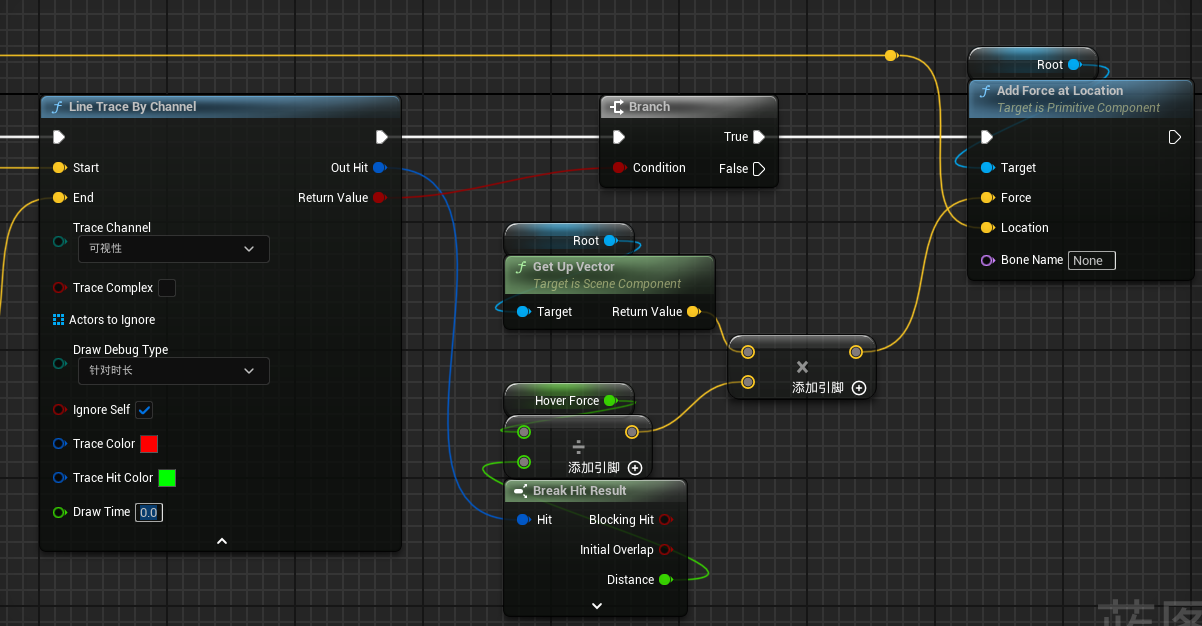 Root
Line Trace By Channel
Branch
Add Force at Location
Target is Primitive Component
True
Start
Out Hit
Condition
False
Target
End
Return Value
Force
Trace Channel
可视性
Location
Root
Bone Name
None
Get Up Vector
Target is Scene Component
Trace Complex
Target
Return Value
Actors to Ignore
Draw Debug Type
针对时长
×
添加引脚
Hover Force
Ignore Self
÷
添加引脚
Trace Color
Trace Hit Color
Break Hit Result
Draw Time
0.0
Hit
Blocking Hit
Initial Overlap
Distance
蓝图